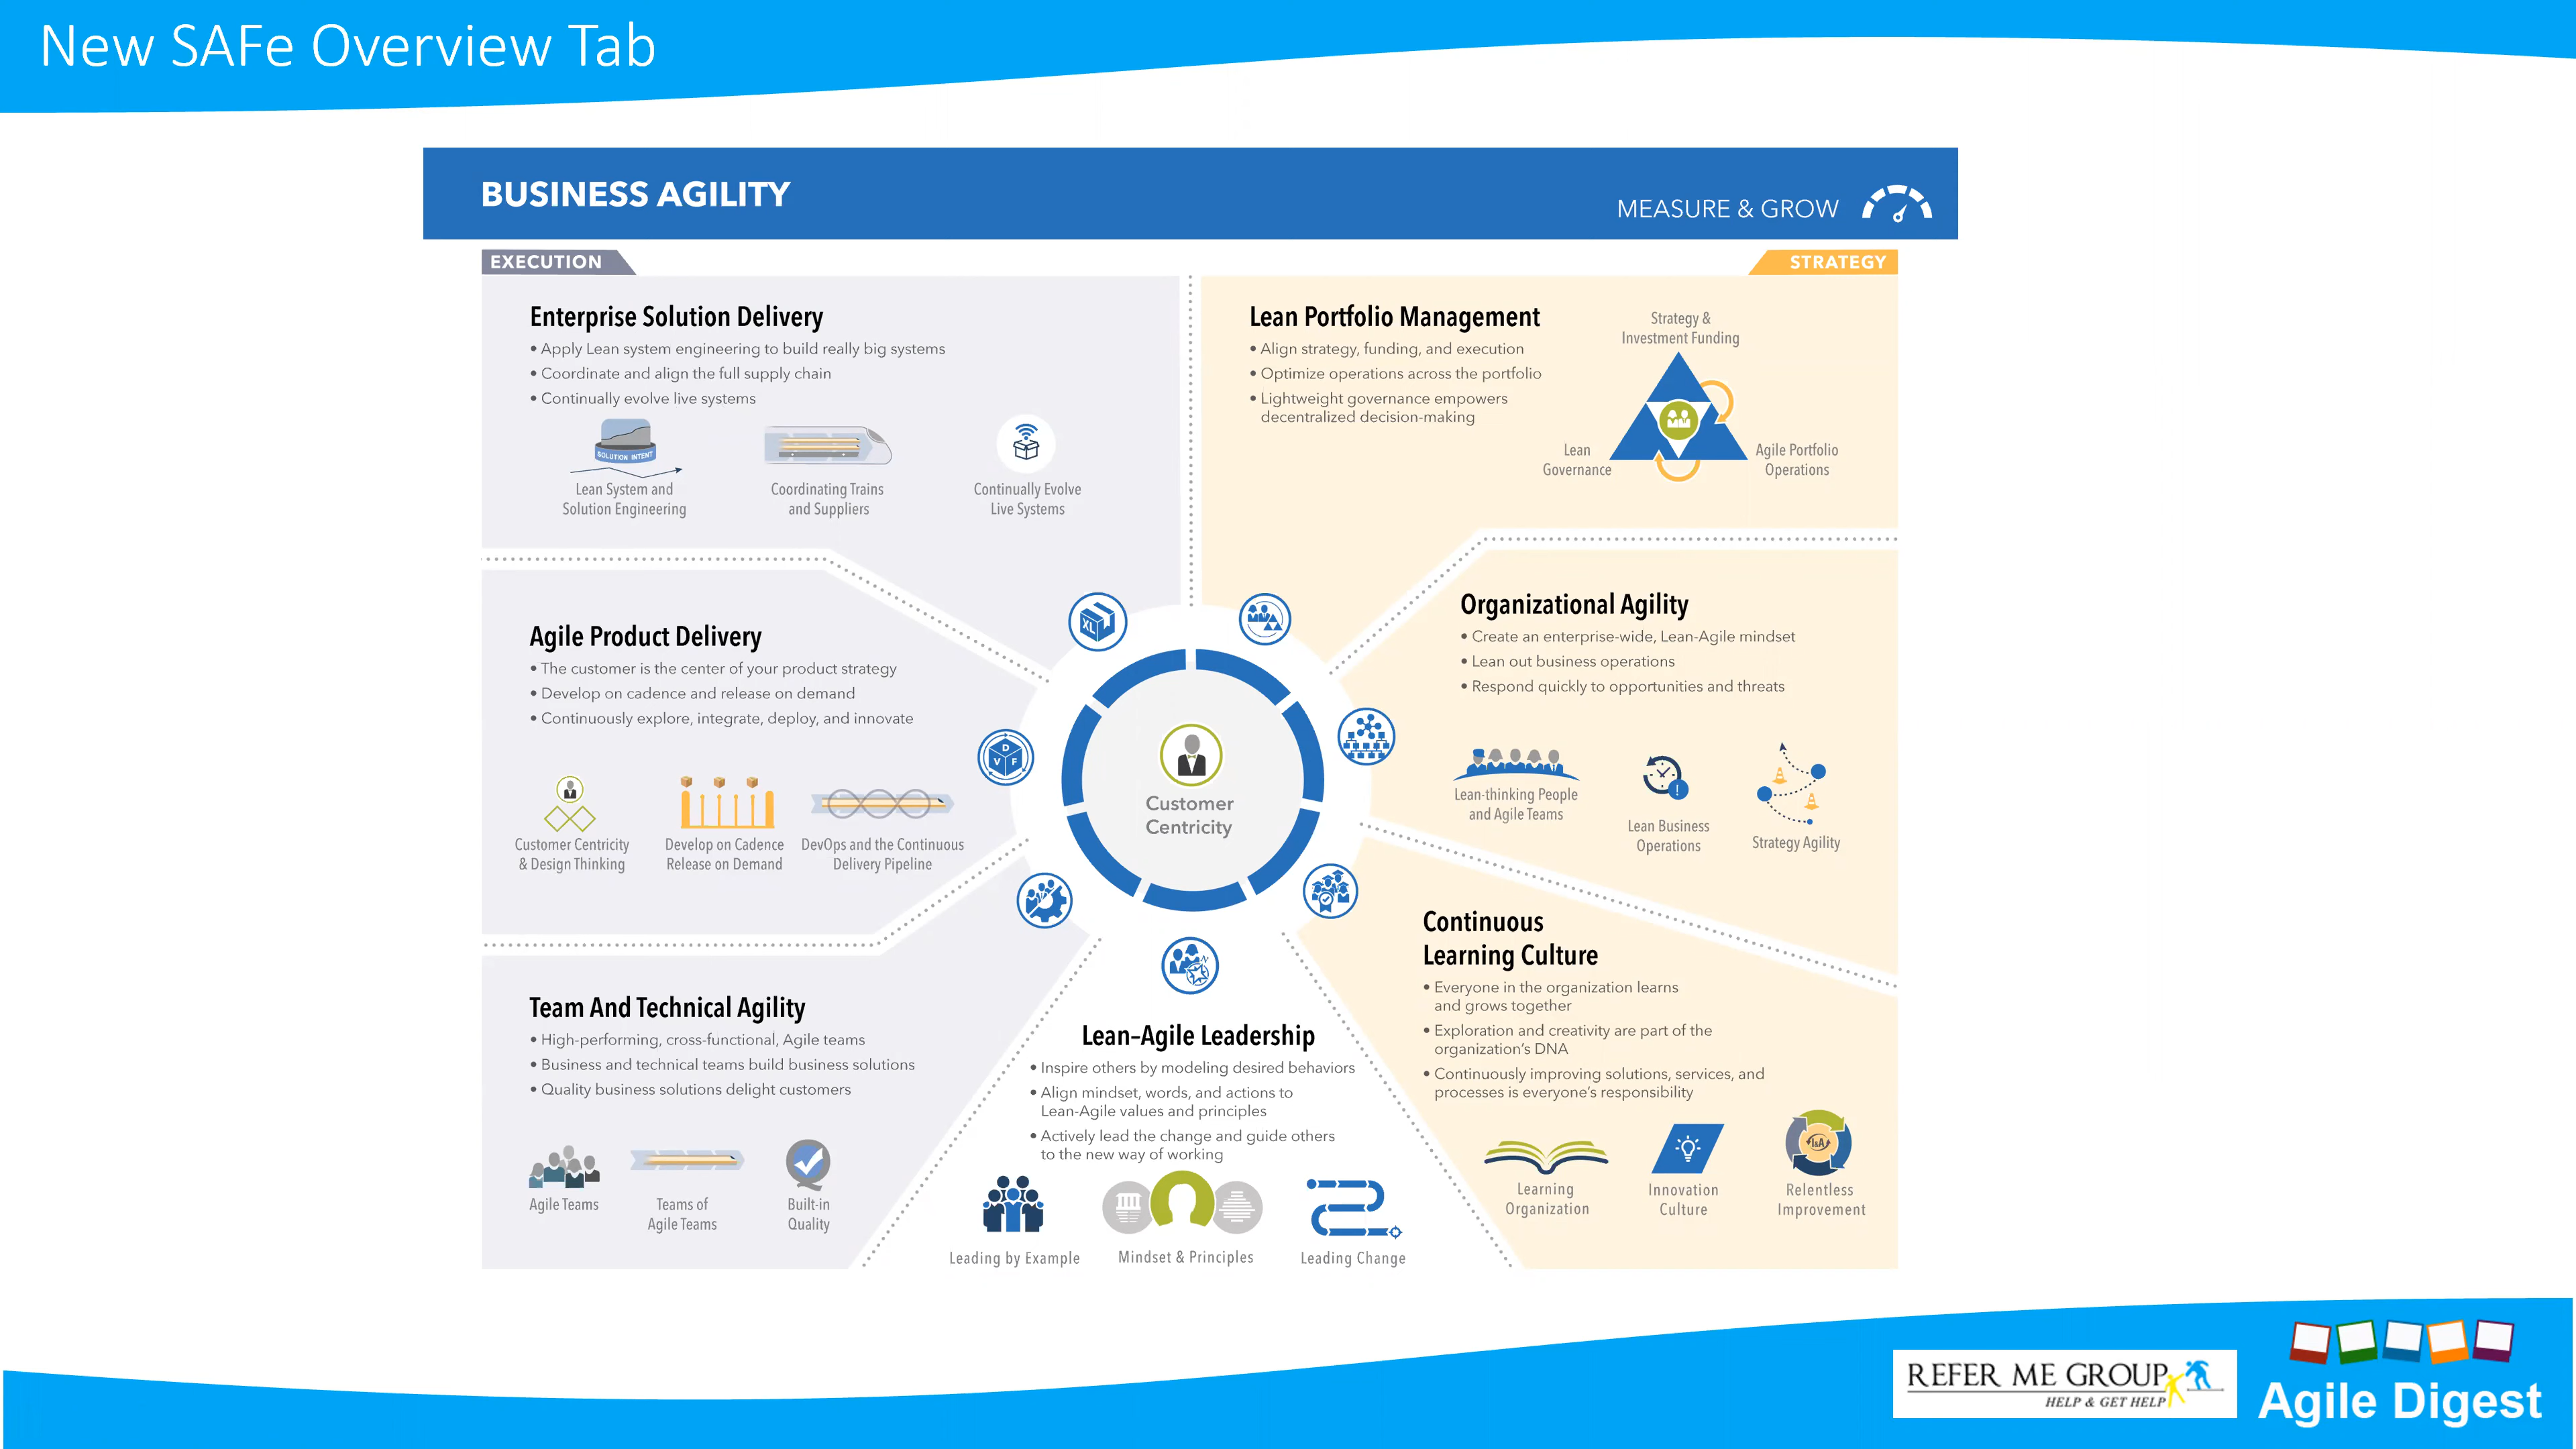 New SAFe Overview Tab
BUSINESS AGILITY
MEASURE & GROW
EXECUTION
STRATEGY
Enterprise Solution Delivery
• Apply Lean system engineering to build really big systems
• Coordinate and align the full supply chain
• Continually evolve live systems
SOLUTION INTENT
Lean System and
Solution Engineering
Coordinating Trains
and Suppliers
Continually Evolve
Live Systems
Lean Portfolio Management
• Align strategy, funding, and execution
• Optimize operations across the portfolio
• Lightweight governance empowers
decentralized decision-making
Strategy &
Investment Funding
Lean
Governance
Agile Portfolio
Operations
Agile Product Delivery
• The customer is the center of your product strategy
• Develop on cadence and release on demand
• Continuously explore, integrate, deploy, and innovate
Customer Centricity
& Design Thinking
Develop on Cadence
Release on Demand
DevOps and the Continuous
Delivery Pipeline
XL
D
V F
Customer
Centricity
Organizational Agility
• Create an enterprise-wide, Lean-Agile mindset
• Lean out business operations
• Respond quickly to opportunities and threats
Lean-thinking People
and Agile Teams
!
Lean Business
Operations
Strategy Agility
Team And Technical Agility
• High-performing, cross-functional, Agile teams
• Business and technical teams build business solutions
• Quality business solutions delight customers
Agile Teams
Teams of
Agile Teams
Built-in
Quality
N
Lean–Agile Leadership
• Inspire others by modeling desired behaviors
• Align mindset, words, and actions to
Lean-Agile values and principles
• Actively lead the change and guide others
to the new way of working
Leading by Example
Mindset & Principles
Leading Change
Continuous
Learning Culture
• Everyone in the organization learns
and grows together
• Exploration and creativity are part of the
organization's DNA
• Continuously improving solutions, services, and
processes is everyone's responsibility
Learning
Organization
Innovation
Culture
I&A
Relentless
Improvement
REFER ME GROUP
HELP & GET HELP
Agile Digest